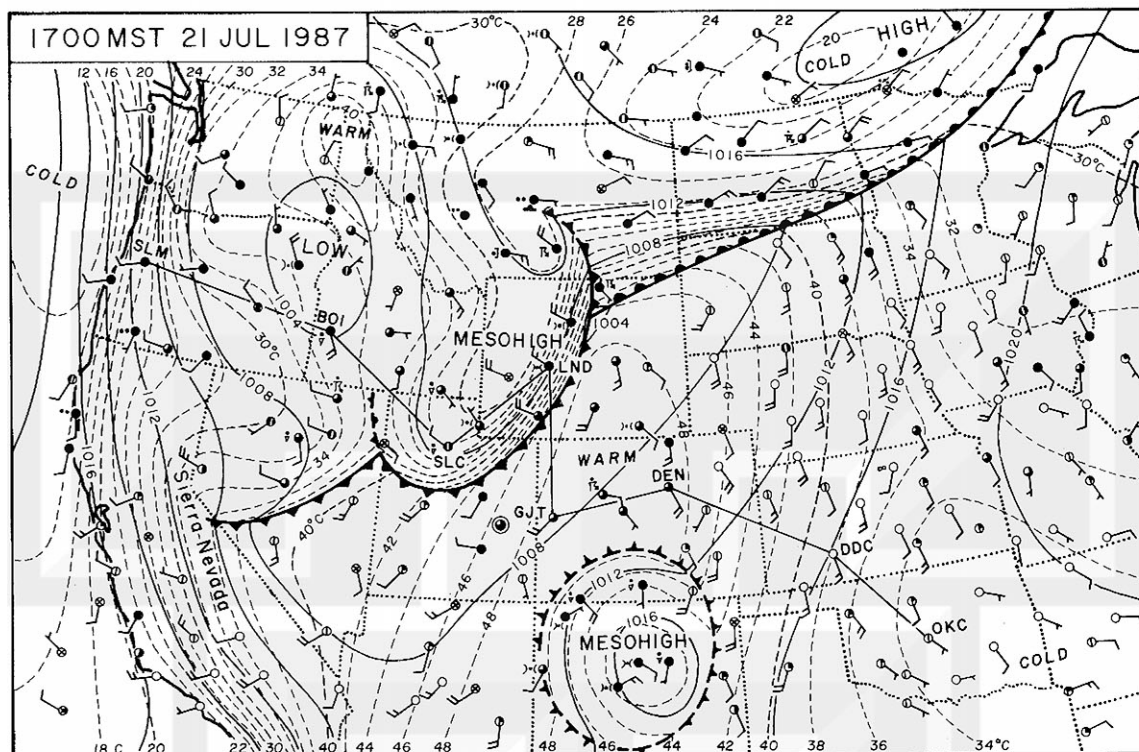 1700 MST 21 JUL 1987
30°C 28 26 24 22
20
HIGH
COLD
12 16 20 24 30 32 34
40
WARM
1016
30°C
COLD
1012
32
LOW
1008
34
SLM
1004
1004
40
44
BOI
MESOHIGH
1020
30°C
LND
46
1012
1016
1008
1012
48
34
SLC
WARM
36
1016
DEN
Sierra-Nevada
GJT
40°C
42
1008
DDC
46
1012
48
1016
OKC
MESOHIGH
COLD
18 C 20 22 30 40 44 46 48 48 46 44 42 40 38 36 34°C